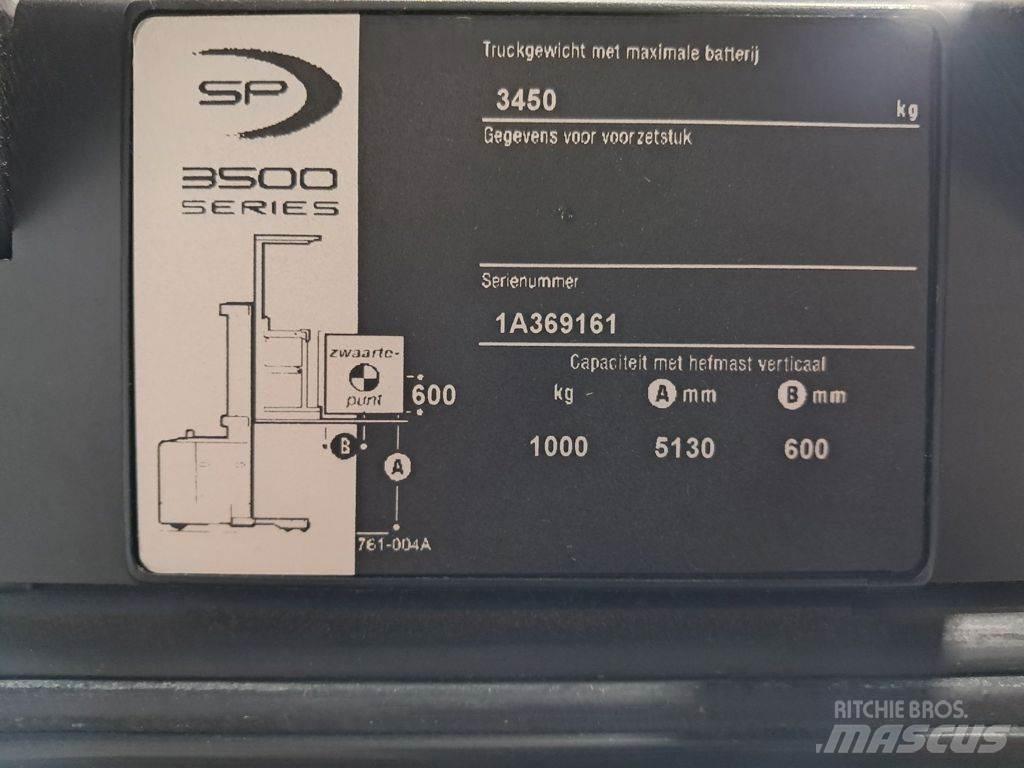 SP
3500
SERIES
zwaarte-
punt
600
B
A
761-004A
Truckgewicht met maximale batterij
3450 kg
Gegevens voor voorzetstuk
Serienummer
1A369161
Capaciteit met hefmast verticaal
kg A mm B mm
1000 5130 600
RITCHIE BROS.
MASCUS